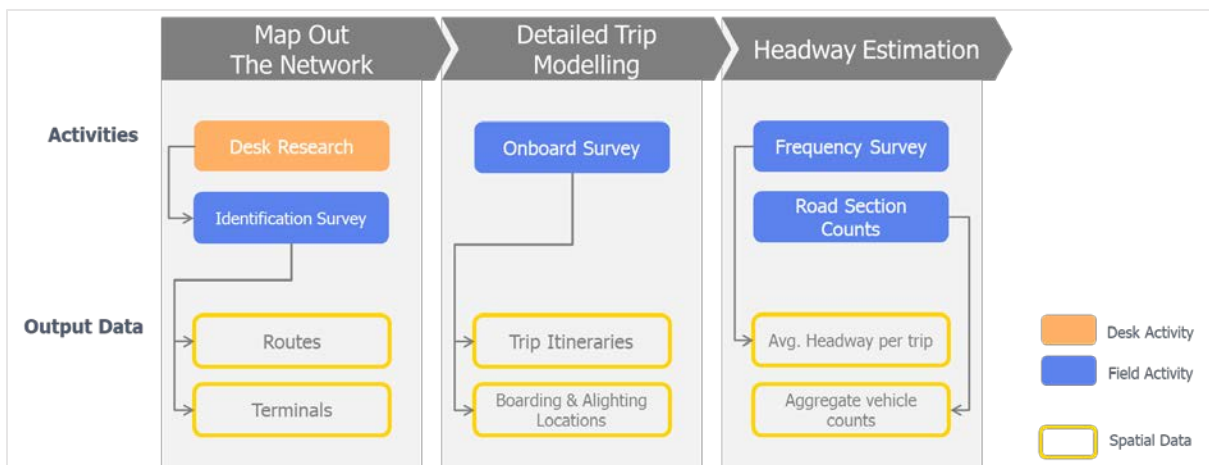 Map Out
The Network
Detailed Trip
Modelling
Headway Estimation
Activities
Desk Research
Onboard Survey
Frequency Survey
Identification Survey
Road Section
Counts
Output Data
Routes
Trip Itineraries
Avg. Headway per trip
Terminals
Boarding & Alighting
Locations
Aggregate vehicle
counts
Desk Activity
Field Activity
Spatial Data